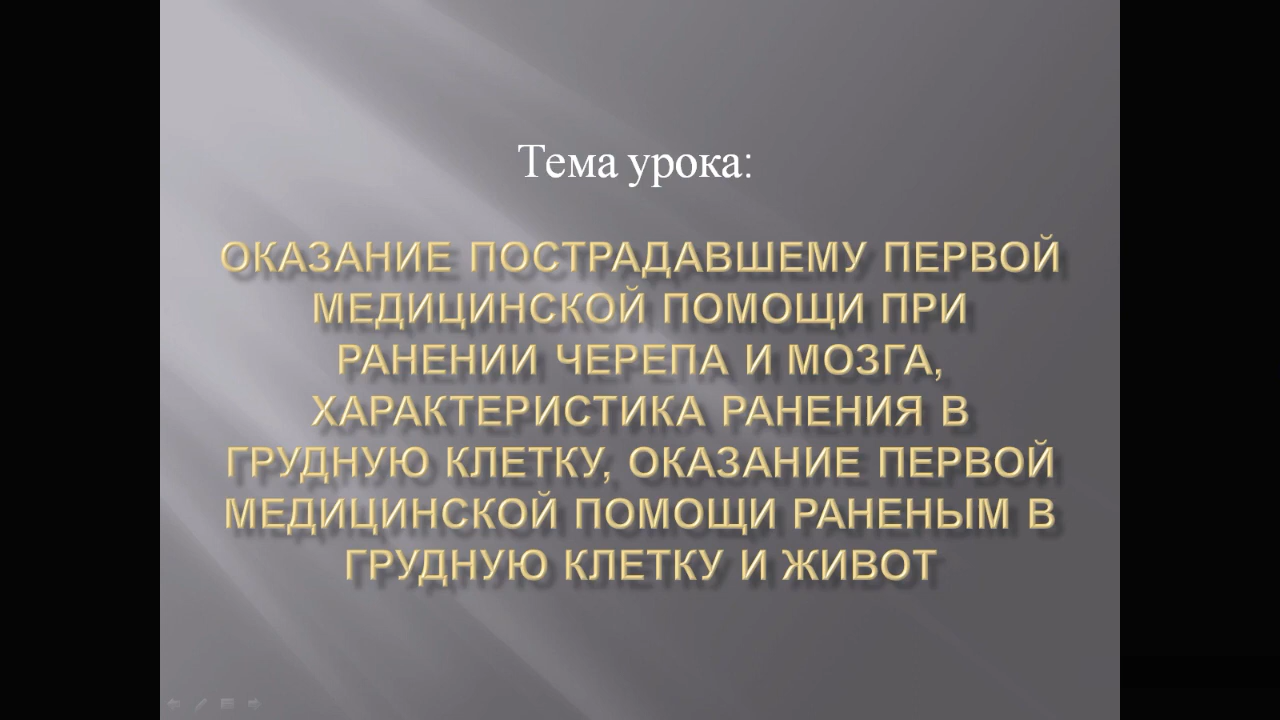 Тема урока:
ОКАЗАНИЕ ПОСТРАДАВШЕМУ ПЕРВОЙ
МЕДИЦИНСКОЙ ПОМОЩИ ПРИ
РАНЕНИИ ЧЕРЕПА И МОЗГА,
ХАРАКТЕРИСТИКА РАНЕНИЯ В
ГРУДНУЮ КЛЕТКУ, ОКАЗАНИЕ ПЕРВОЙ
МЕДИЦИНСКОЙ ПОМОЩИ РАНЕНЫМ В
ГРУДНУЮ КЛЕТКУ И ЖИВОТ